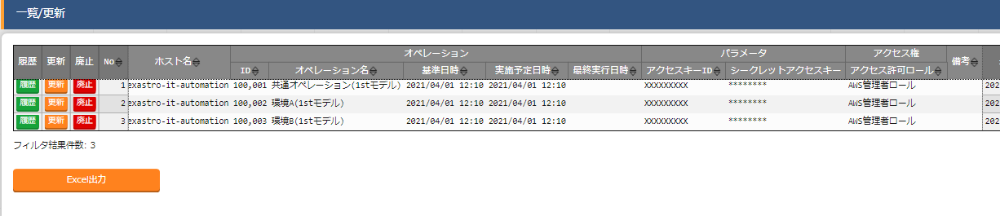 一覧/更新
オペレーション パラメータ アクセス権
履歴 更新 廃止 No ホスト名 備考
ID オペレーション名 基準日時 実施予定日時 最終実行日時 アクセスキーID シークレットアクセスキー アクセス許可ロール
履歴 更新 廃止 1 exastro-it-automation 100,001 共通オペレーション(1stモデル) 2021/04/01 12:10 2021/04/01 12:10 XXXXXXXXX ******** AWS管理者ロール 202
履歴 更新 廃止 2 exastro-it-automation 100,002 環境A(1stモデル) 2021/04/01 12:10 2021/04/01 12:10 XXXXXXXXX ******** AWS管理者ロール 202
履歴 更新 廃止 3 exastro-it-automation 100,003 環境B(1stモデル) 2021/04/01 12:10 2021/04/01 12:10 XXXXXXXXX ******** AWS管理者ロール 202
フィルタ結果件数: 3
Excel出力